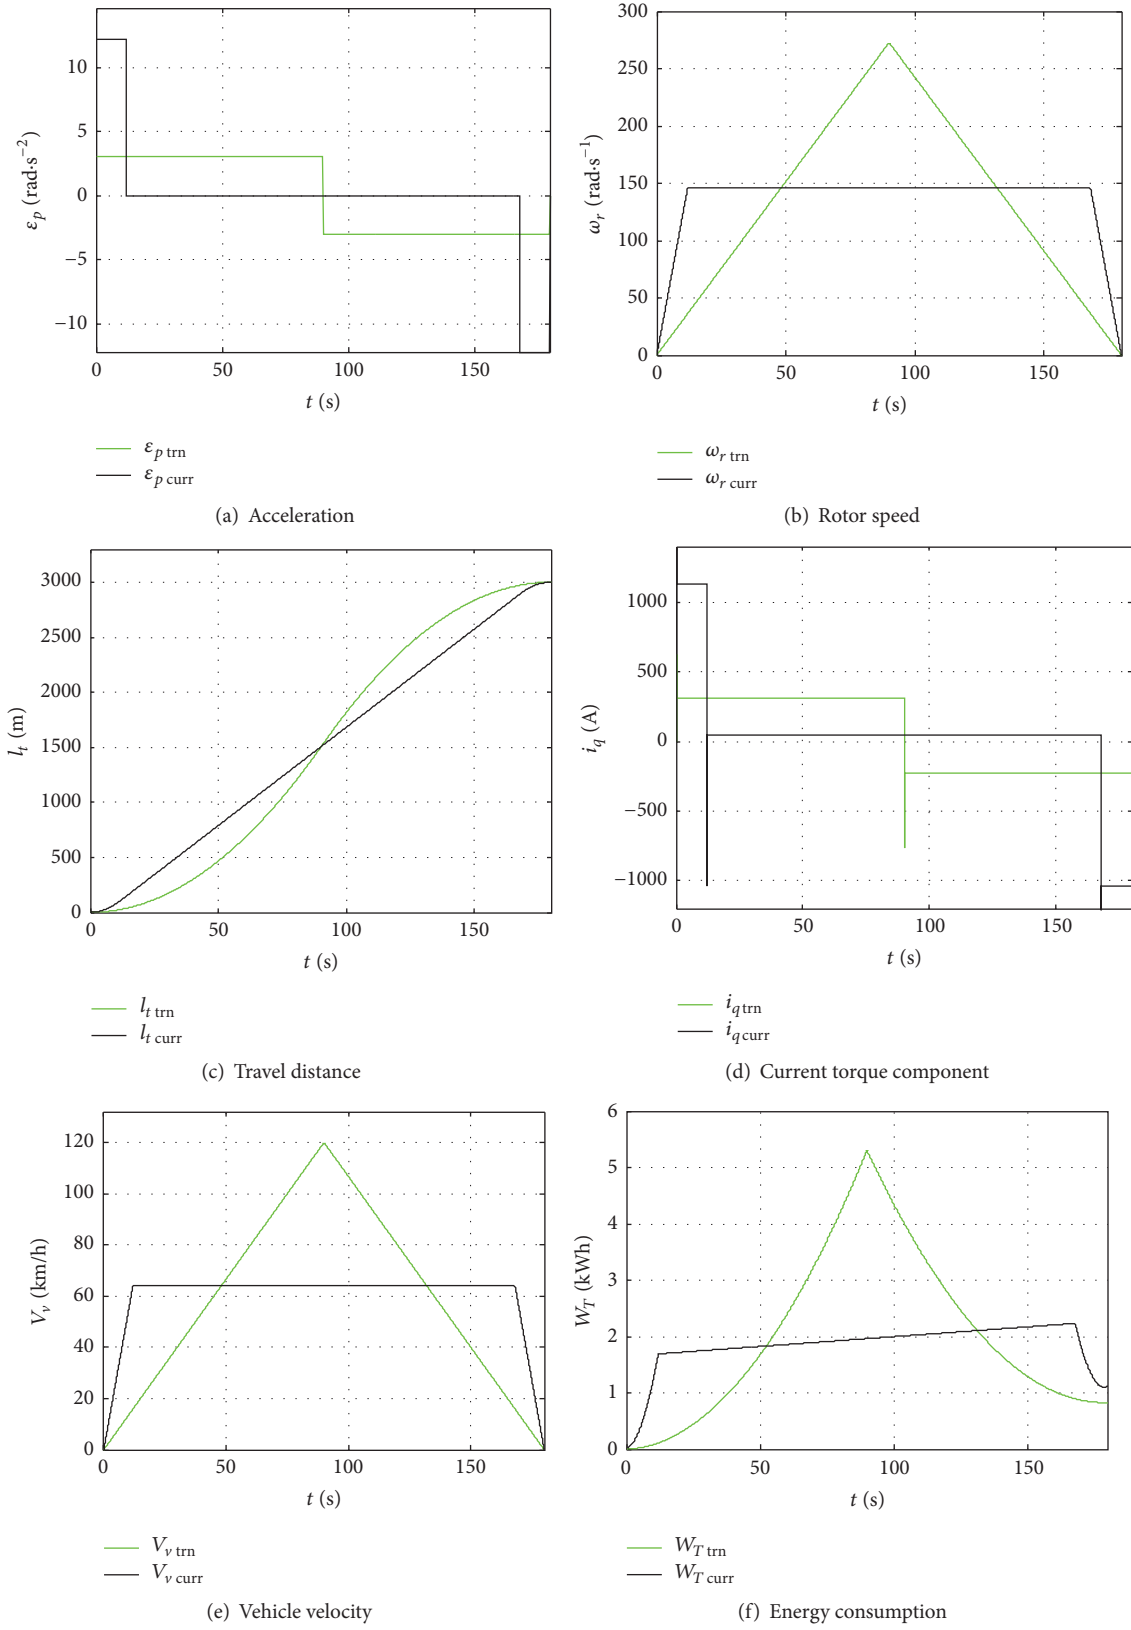 10
5
0
−5
−10
ε_p (rad·s⁻²)
0 50 100 150
t (s)
ε_p trn
ε_p curr
(a) Acceleration
300
250
200
150
100
50
0
ω_r (rad·s⁻¹)
0 50 100 150
t (s)
ω_r trn
ω_r curr
(b) Rotor speed
3000
2500
2000
1500
1000
500
0
l_t (m)
0 50 100 150
t (s)
l_t trn
l_t curr
(c) Travel distance
1000
500
0
−500
−1000
i_q (A)
0 50 100 150
t (s)
i_q trn
i_q curr
(d) Current torque component
120
100
80
60
40
20
0
V_v (km/h)
0 50 100 150
t (s)
V_v trn
V_v curr
(e) Vehicle velocity
6
5
4
3
2
1
0
W_T (kWh)
0 50 100 150
t (s)
W_T trn
W_T curr
(f) Energy consumption